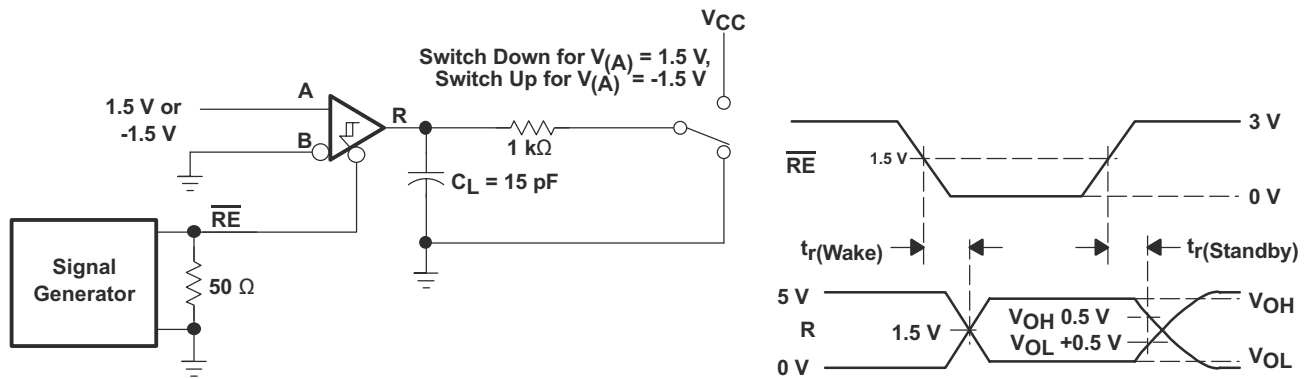 VCC
Switch Down for V(A) = 1.5 V,
Switch Up for V(A) = -1.5 V
A
1.5 V or
-1.5 V
R
B
1 kΩ
CL = 15 pF
RE
Signal
Generator
50 Ω
3 V
1.5 V
RE
0 V
tr(Wake)
tr(Standby)
5 V
VOH
R
1.5 V
VOH 0.5 V
VOL +0.5 V
0 V
VOL